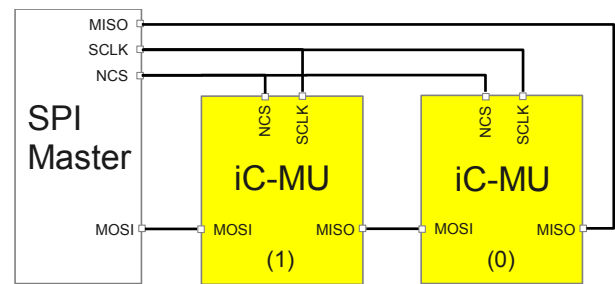 MISO
SCLK
NCS
SPI
Master
MOSI
NCS
SCLK
iC-MU
MOSI
MISO
(1)
NCS
SCLK
iC-MU
MOSI
MISO
(0)